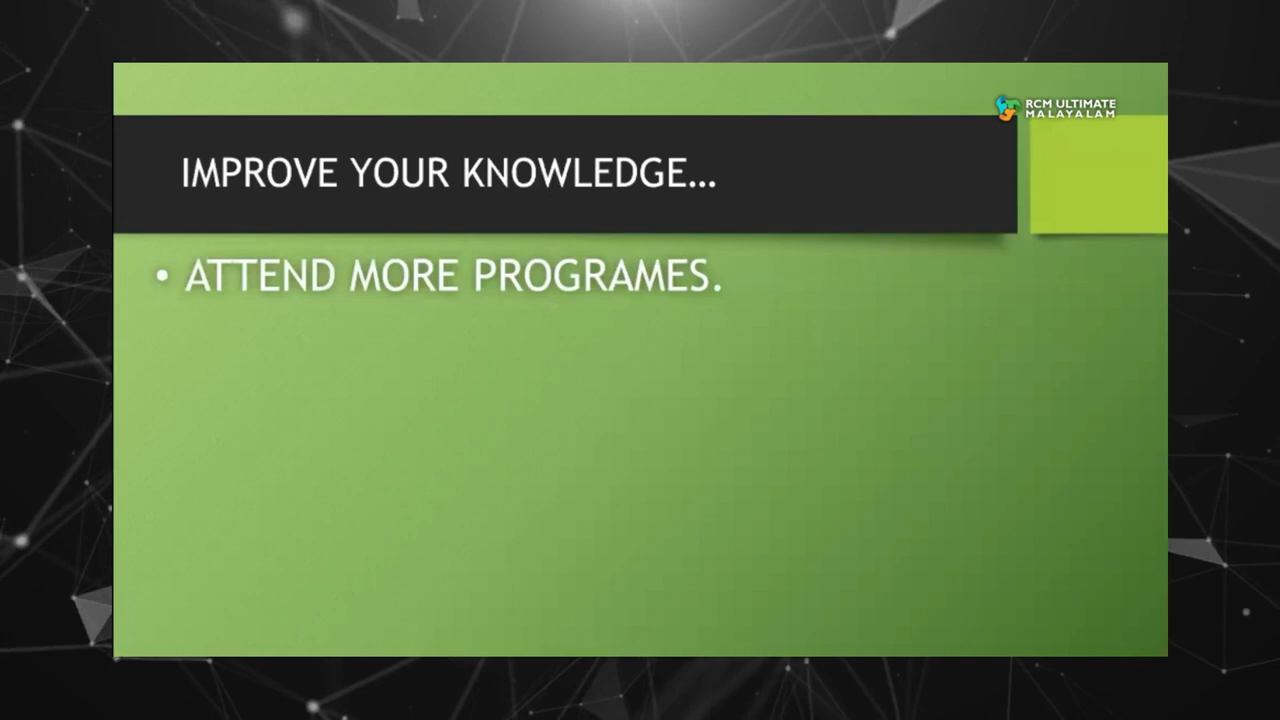 RCM ULTIMATE
MALAYALAM
IMPROVE YOUR KNOWLEDGE...
• ATTEND MORE PROGRAMES.